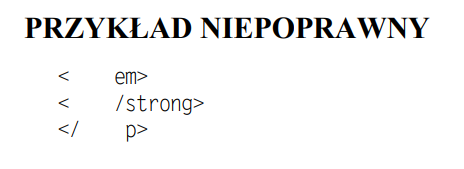 PRZYKŁAD NIEPOPRAWNY
<    em>
<    /strong>
</    p>